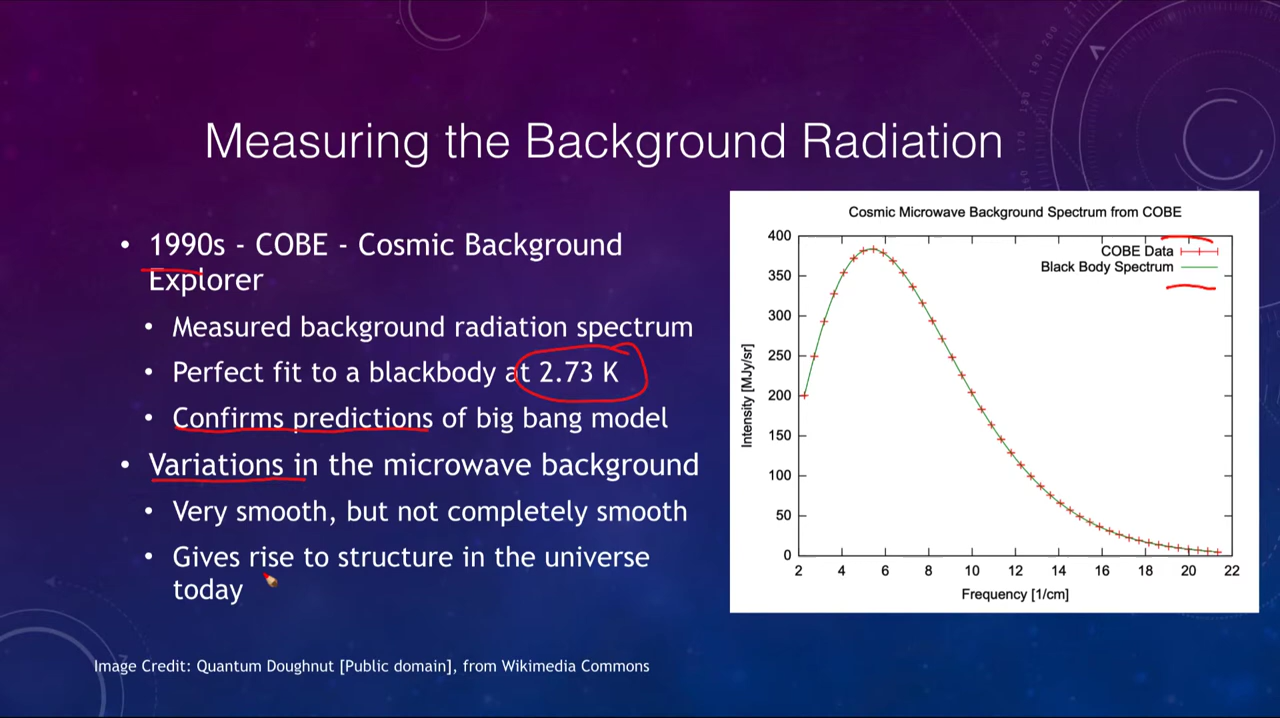 Measuring the Background Radiation
• 1990s - COBE - Cosmic Background
Explorer
• Measured background radiation spectrum
• Perfect fit to a blackbody at 2.73 K
• Confirms predictions of big bang model
• Variations in the microwave background
• Very smooth, but not completely smooth
• Gives rise to structure in the universe
today
Image Credit: Quantum Doughnut [Public domain], from Wikimedia Commons
Cosmic Microwave Background Spectrum from COBE
COBE Data
Black Body Spectrum
400
350
300
250
200
150
100
50
0
Intensity [MJy/sr]
2 4 6 8 10 12 14 16 18 20 22
Frequency [1/cm]
160
170
190
200